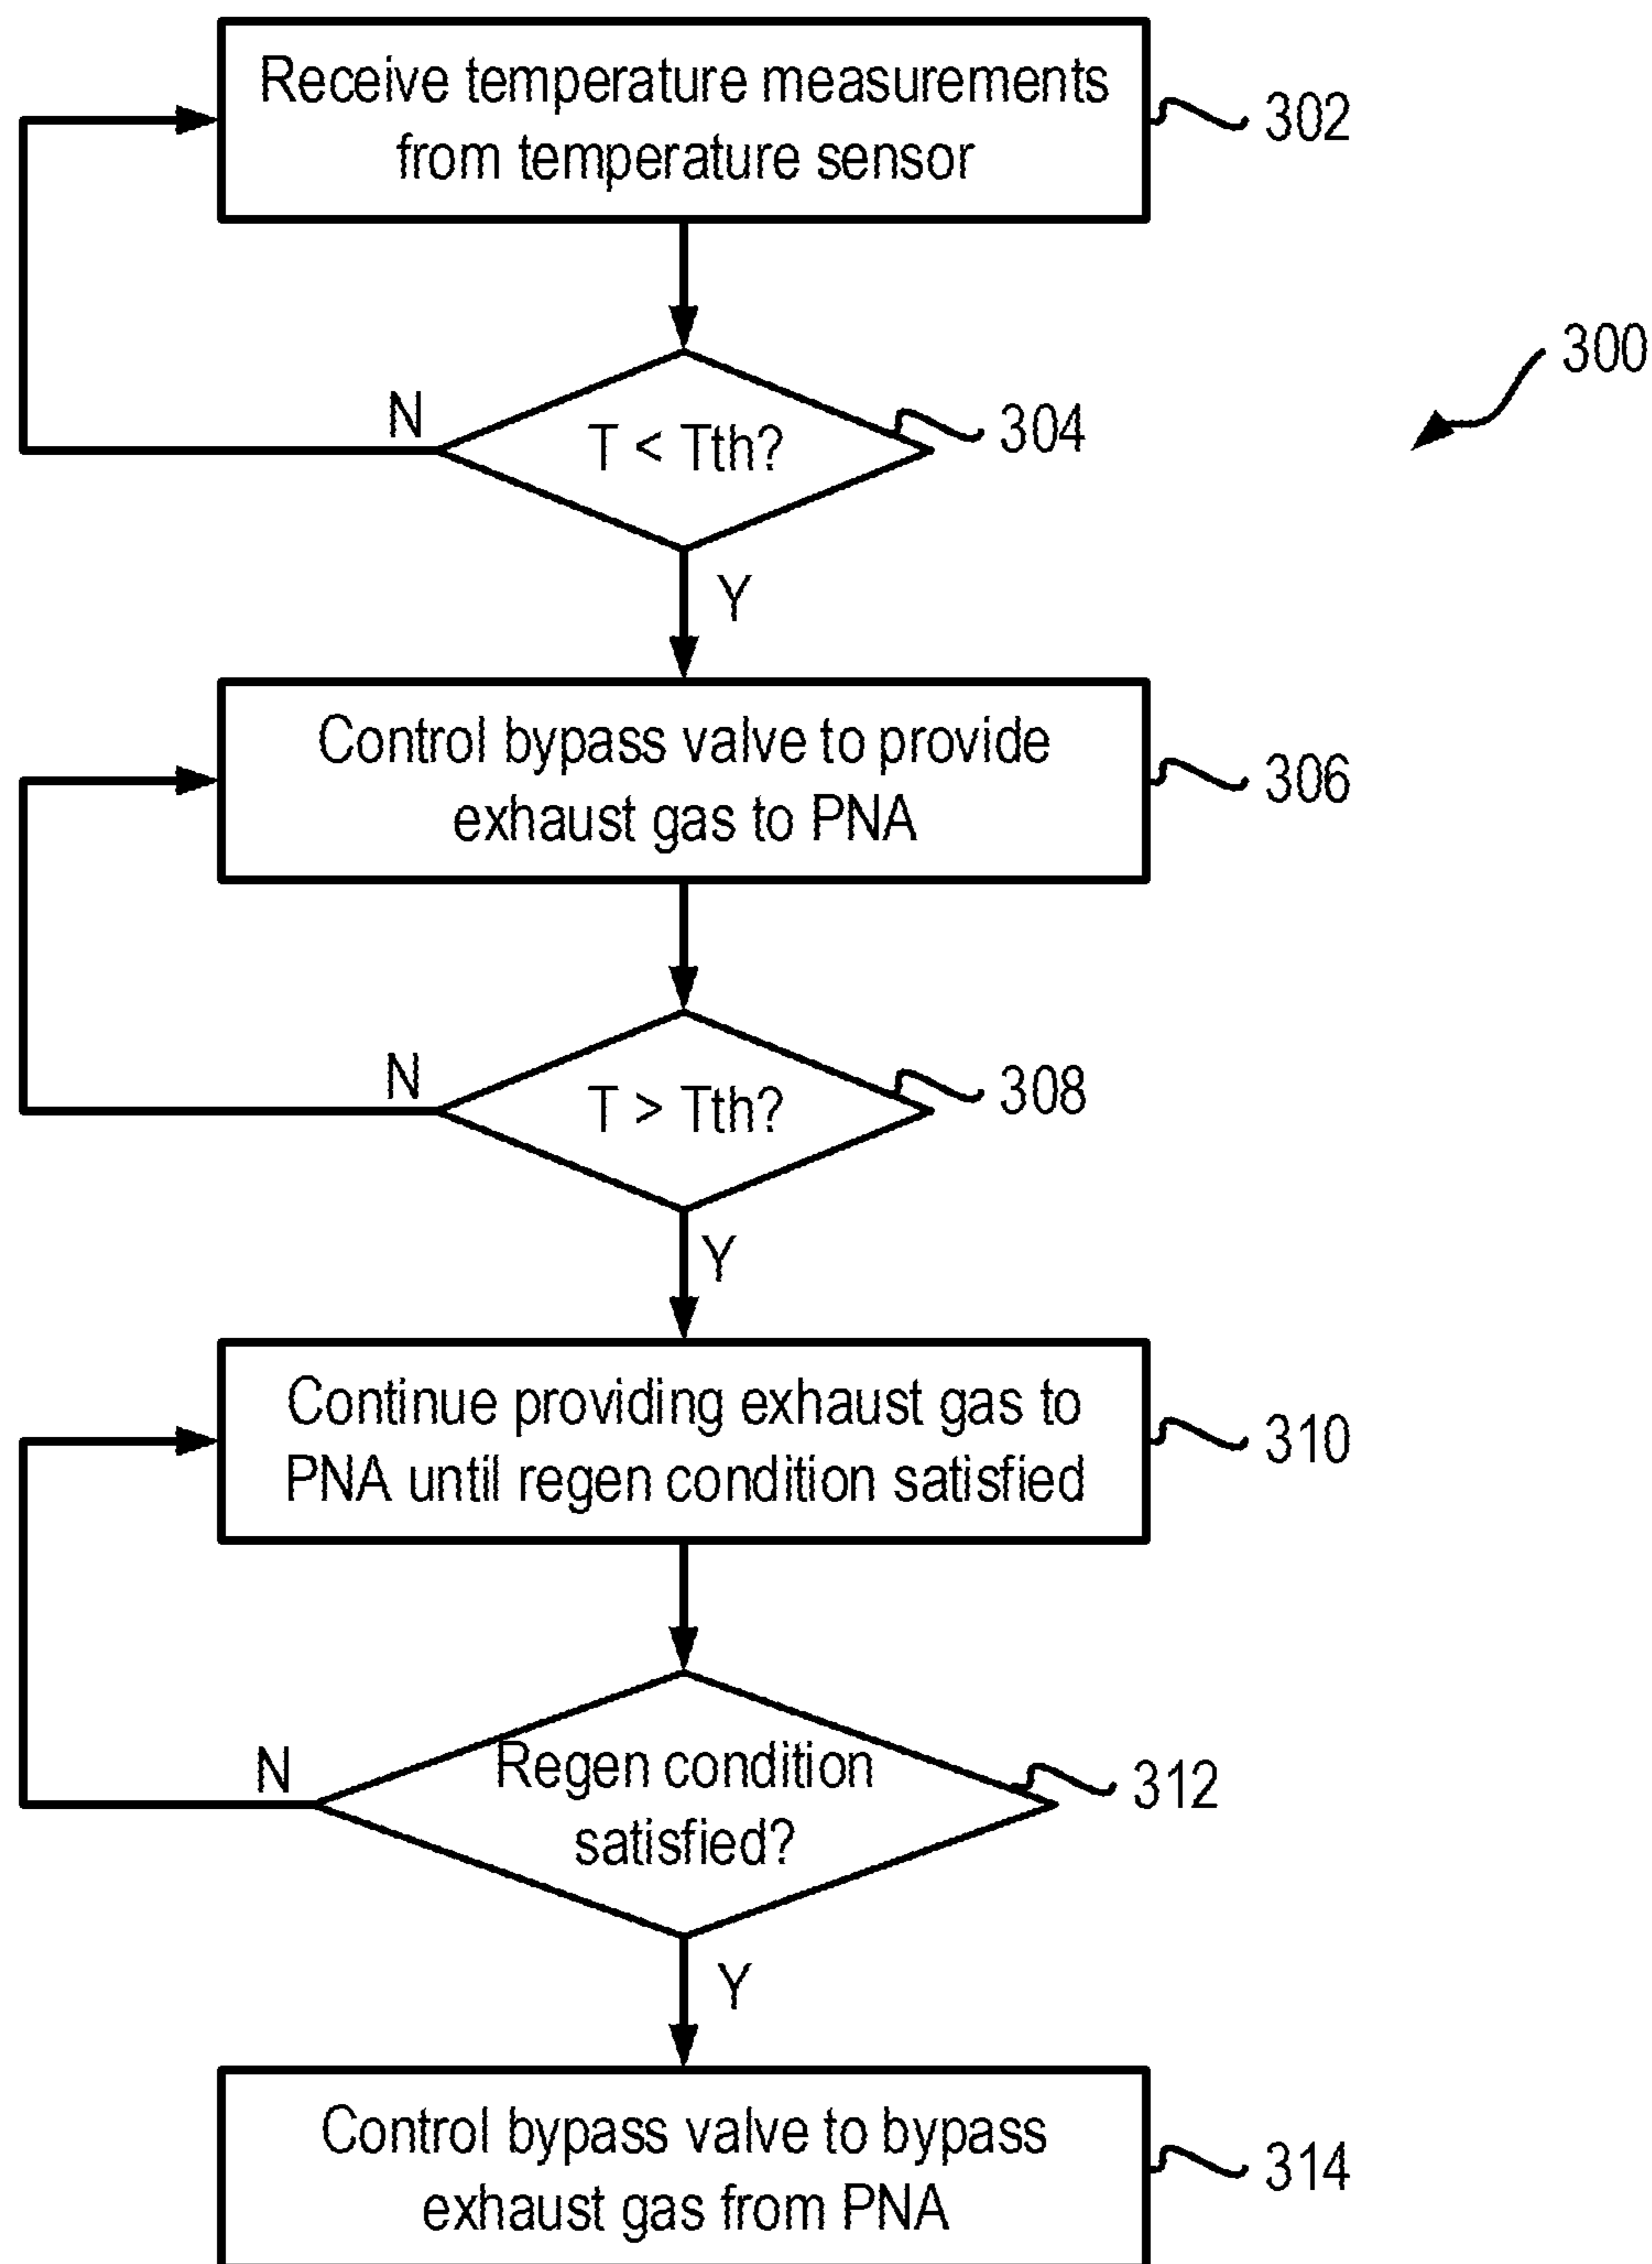 Receive temperature measurements
from temperature sensor
302
300
N
T < Tth?
304
Y
Control bypass valve to provide
exhaust gas to PNA
306
N
T > Tth?
308
Y
Continue providing exhaust gas to
PNA until regen condition satisfied
310
N
Regen condition
satisfied?
312
Y
Control bypass valve to bypass
exhaust gas from PNA
314